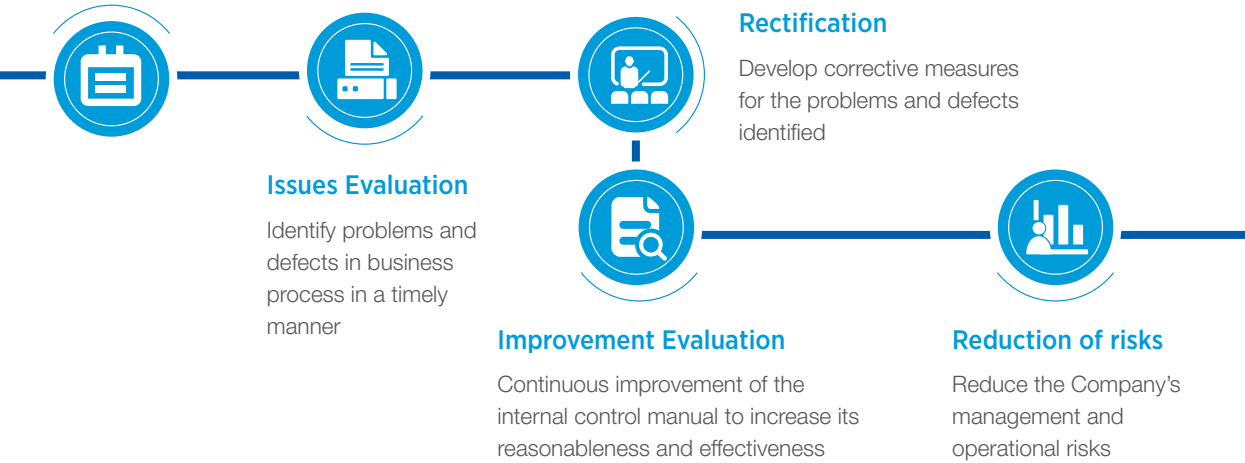 Rectification
Develop corrective measures
for the problems and defects
identified
Issues Evaluation
Identify problems and
defects in business
process in a timely
manner
Improvement Evaluation
Continuous improvement of the
internal control manual to increase its
reasonableness and effectiveness
Reduction of risks
Reduce the Company’s
management and
operational risks